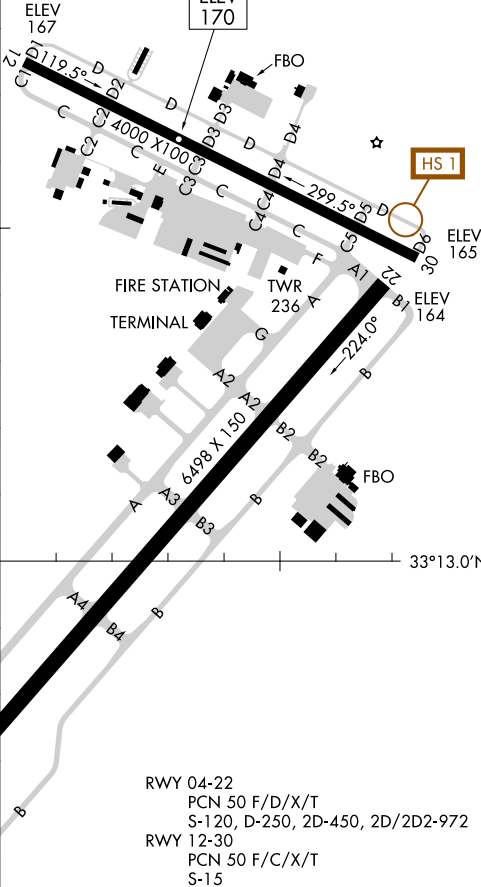 ELEV
170
ELEV
167
FBO
12
D1
119.5°
D
D2
D
D3
D4
C1
C
C2
C2
4000 X100
D3
D
D4
HS 1
C
E
C3
C3
C
C4
C4
299.5°
D5
D
D6
30
ELEV
165
C
C5
F
A1
22
B1
ELEV
164
FIRE STATION
TWR
236
A
TERMINAL
G
224.0°
B
A2
A2
6498 X 150
B2
B2
FBO
A
A3
B3
B
33°13.0'N
A4
B4
B
B
RWY 04-22
PCN 50 F/D/X/T
S-120, D-250, 2D-450, 2D/2D2-972
RWY 12-30
PCN 50 F/C/X/T
S-15